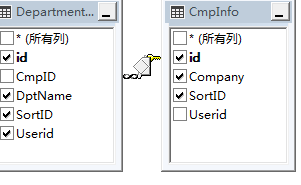 Department...
* (所有列)
id
CmpID
DptName
SortID
Userid
CmpInfo
* (所有列)
id
Company
SortID
Userid